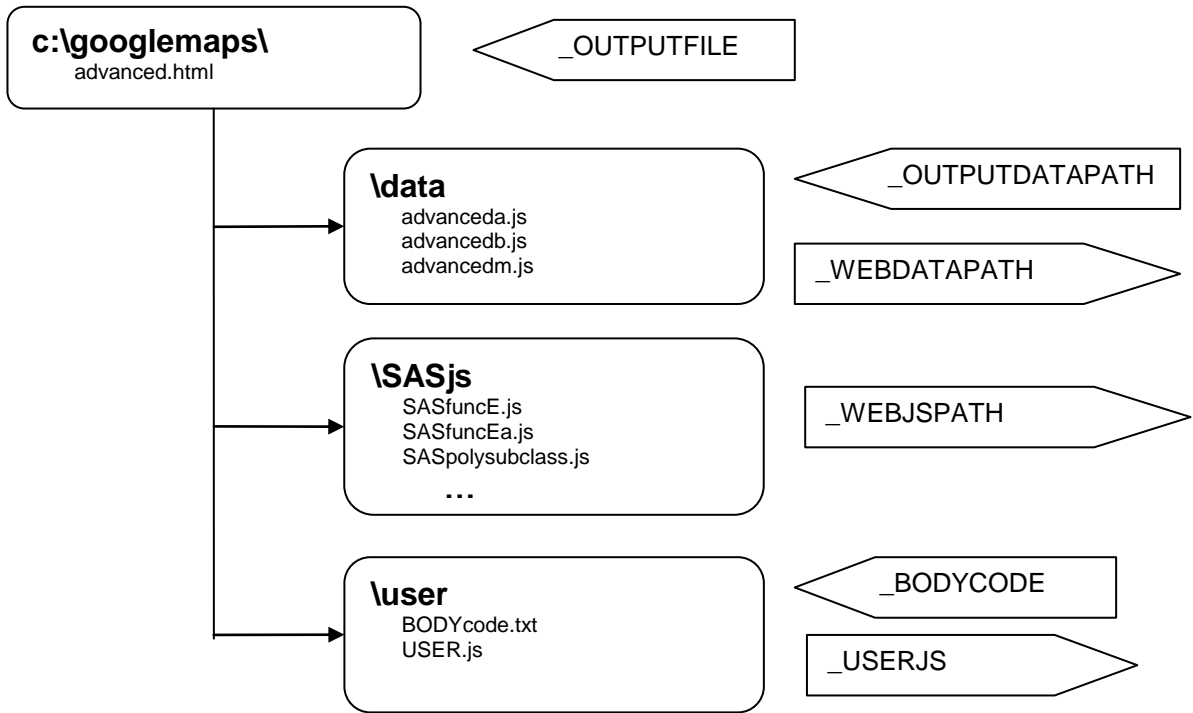 c:\googlemaps\
advanced.html
_OUTPUTFILE
\data
advanceda.js
advancedb.js
advancedm.js
_OUTPUTDATAPATH
_WEBDATAPATH
\SASjs
SASfuncE.js
SASfuncEa.js
SASpolysubclass.js
...
_WEBJSPATH
\user
BODYcode.txt
USER.js
_BODYCODE
_USERJS